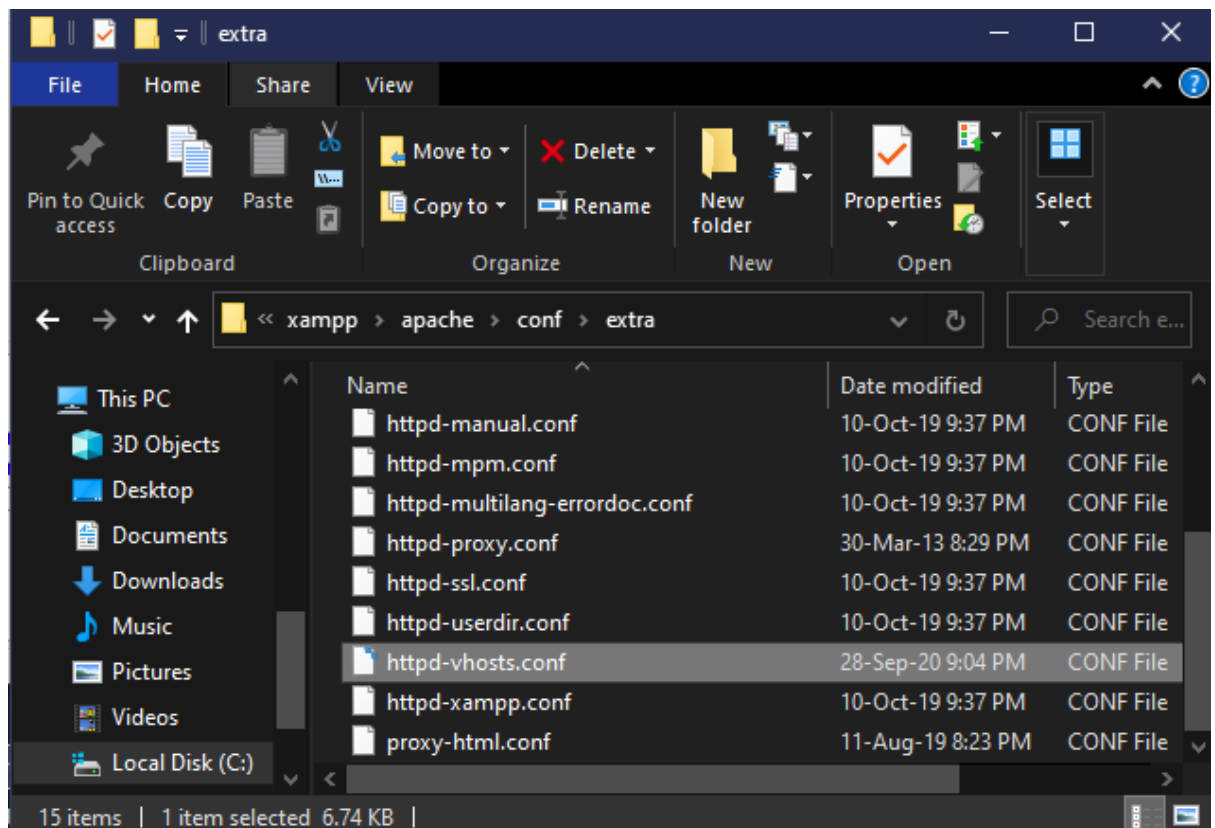 extra
File Home Share View
Pin to Quick access
Copy
Paste
Move to
Copy to
Delete
Rename
New folder
Properties
Select
Clipboard Organize New Open
« xampp > apache > conf > extra
Search e...
This PC
3D Objects
Desktop
Documents
Downloads
Music
Pictures
Videos
Local Disk (C:)
Name Date modified Type
httpd-manual.conf 10-Oct-19 9:37 PM CONF File
httpd-mpm.conf 10-Oct-19 9:37 PM CONF File
httpd-multilang-errordoc.conf 10-Oct-19 9:37 PM CONF File
httpd-proxy.conf 30-Mar-13 8:29 PM CONF File
httpd-ssl.conf 10-Oct-19 9:37 PM CONF File
httpd-userdir.conf 10-Oct-19 9:37 PM CONF File
httpd-vhosts.conf 28-Sep-20 9:04 PM CONF File
httpd-xampp.conf 10-Oct-19 9:37 PM CONF File
proxy-html.conf 11-Aug-19 8:23 PM CONF File
15 items | 1 item selected 6.74 KB |